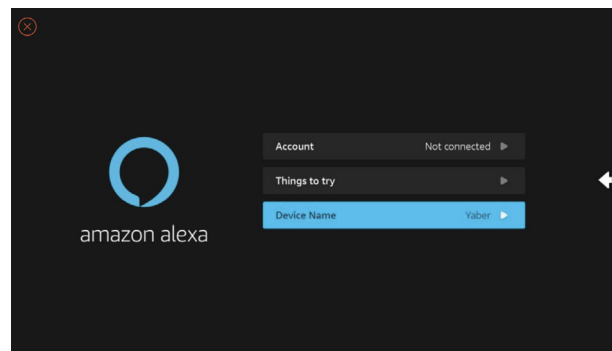 Account Not connected
Things to try
Device Name Yaber
amazon alexa